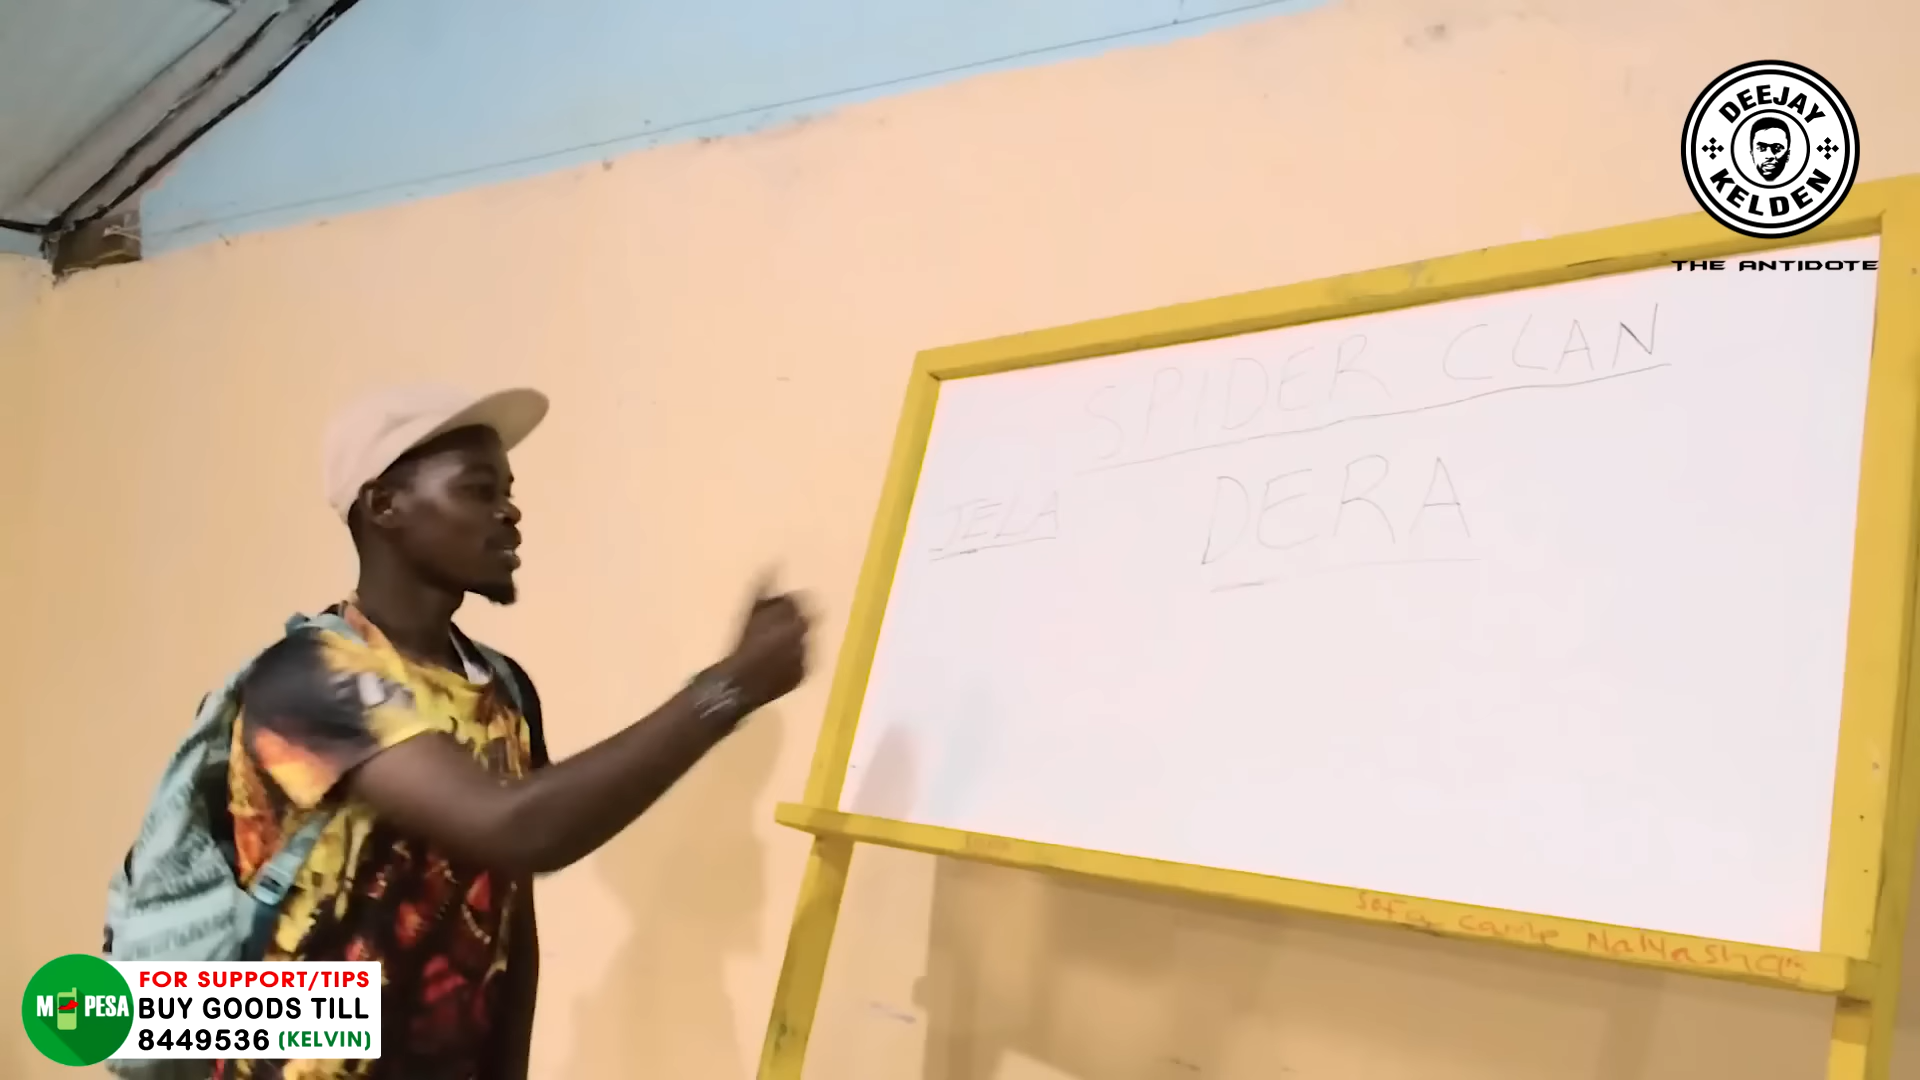 DEEJAY
KELDEN
THE ANTIDOTE
SPIDER CLAN
JELA
DERA
M PESA
FOR SUPPORT/TIPS
BUY GOODS TILL
8449536 (KELVIN)